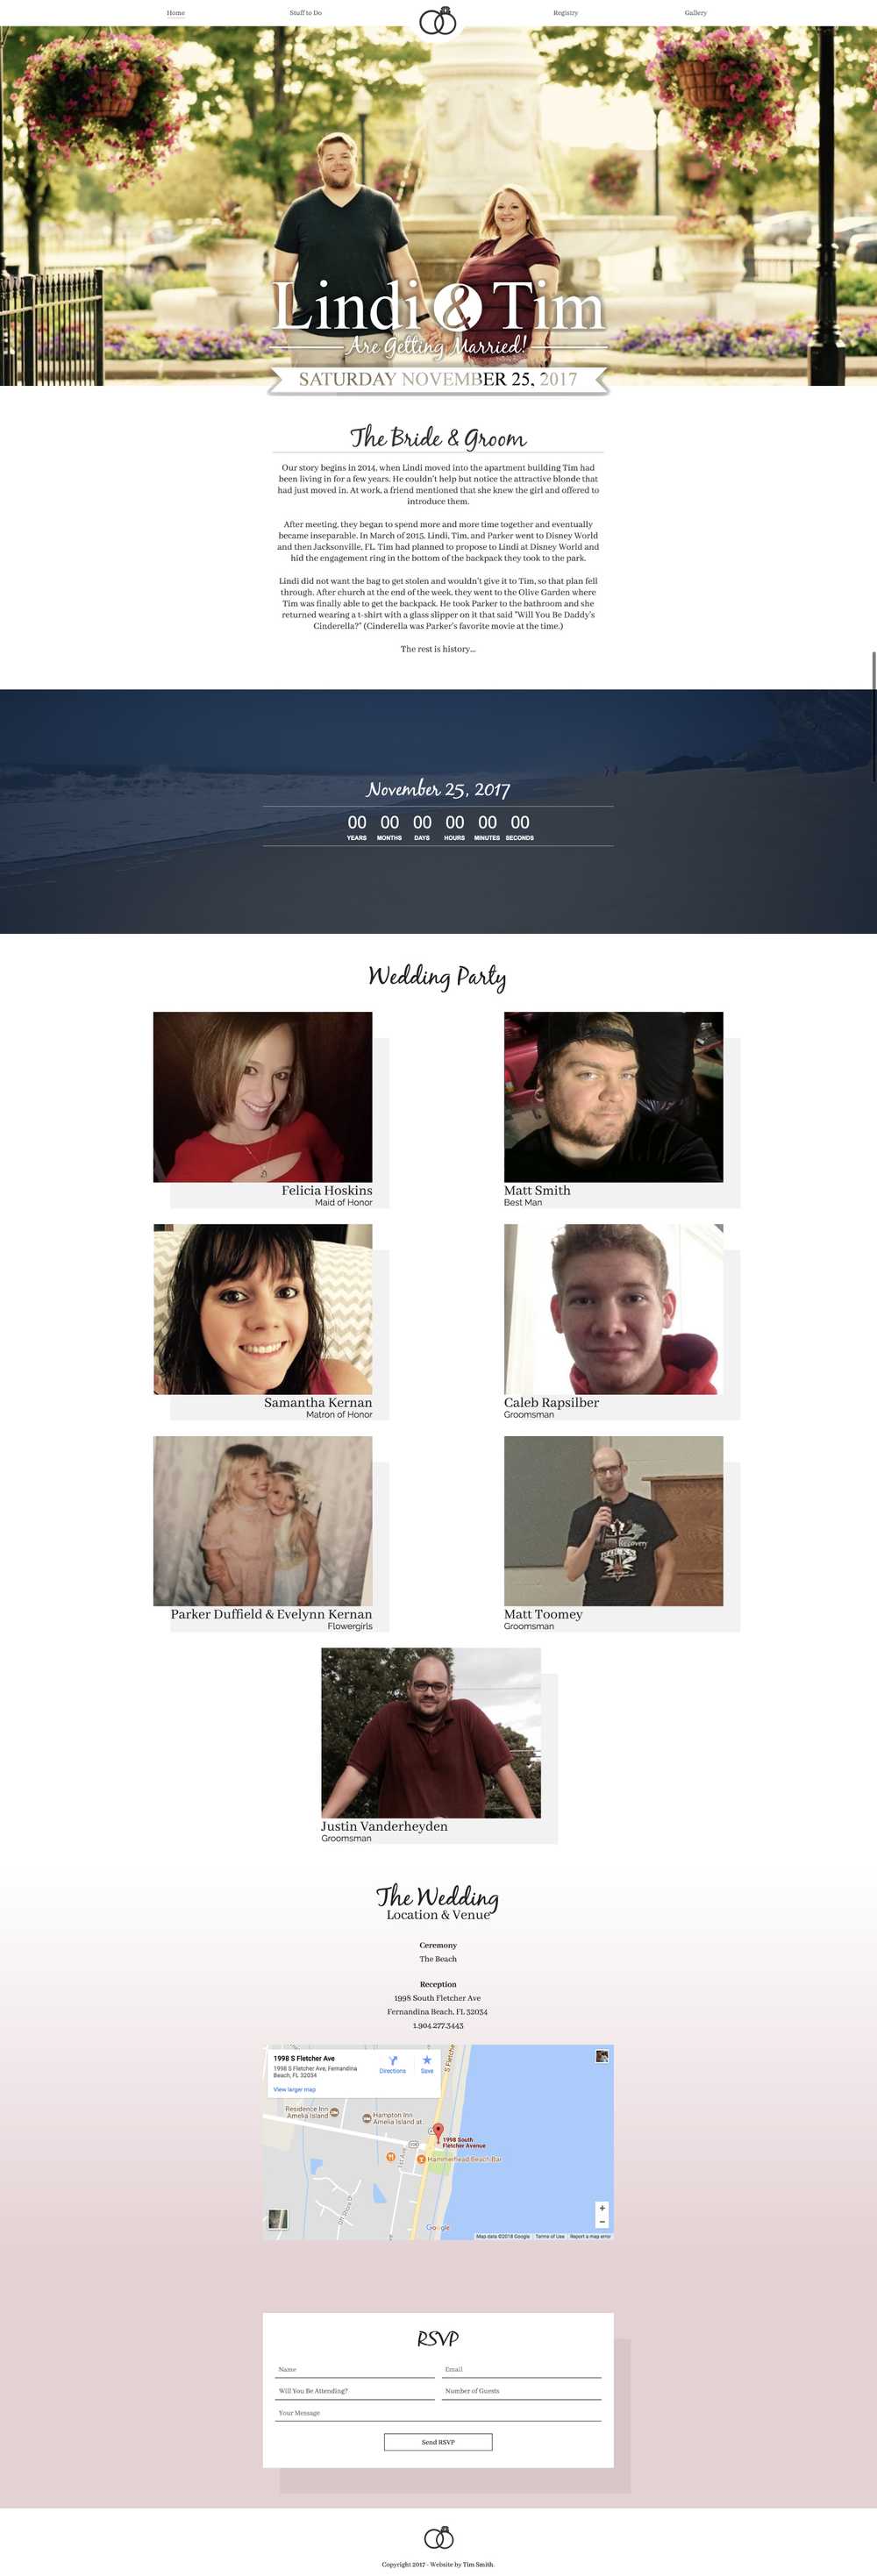 Home
Stuff to Do
Registry
Gallery
Lindi & Tim
Are Getting Married!
SATURDAY NOVEMBER 25, 2017
The Bride & Groom
Our story begins in 2014, when Lindi moved into the apartment building Tim had
been living in for a few years. He couldn't help but notice the attractive blonde that
had just moved in. At work, a friend mentioned that she knew the girl and offered to
introduce them.
After meeting, they began to spend more and more time together and eventually
became inseparable. In March of 2015, Lindi, Tim, and Parker went to Disney World
and then Jacksonville, FL. Tim had planned to propose to Lindi at Disney World and
hid the engagement ring in the bottom of the backpack they took to the park.
Lindi did not want the bag to get stolen and wouldn't give it to Tim, so that plan fell
through. After church at the end of the week, they went to the Olive Garden where
Tim was finally able to get the backpack. He took Parker to the bathroom and she
returned wearing a t-shirt with a glass slipper on it that said "Will You Be Daddy's
Cinderella?" (Cinderella was Parker's favorite movie at the time.)
The rest is history...
November 25, 2017
00 00 00 00 00 00
YEARS MONTHS DAYS HOURS MINUTES SECONDS
Wedding Party
Felicia Hoskins
Maid of Honor
Matt Smith
Best Man
Samantha Kernan
Matron of Honor
Caleb Rapsilber
Groomsman
Parker Duffield & Evelynn Kernan
Flowergirls
recovery
Matt Toomey
Groomsman
Justin Vanderheyden
Groomsman
The Wedding
Location & Venue
Ceremony
The Beach
Reception
1998 South Fletcher Ave
Fernandina Beach, FL 32034
1.904.277.3443
1998 S Fletcher Ave
1998 S Fletcher Ave, Fernandina
Beach, FL 32034
View larger map
Directions
Save
S Fletche
Residence Inn
Amelia Island
Hampton Inn
Amelia Island at
1998 South
Fletcher Avenue
1st Ave
Hammerhead Beach Bar
Google
Map data ©2018 Google
Terms of Use
Report a map error
RSVP
Name
Email
Will You Be Attending?
Number of Guests
Your Message
Send RSVP
Copyright 2017 - Website by Tim Smith.